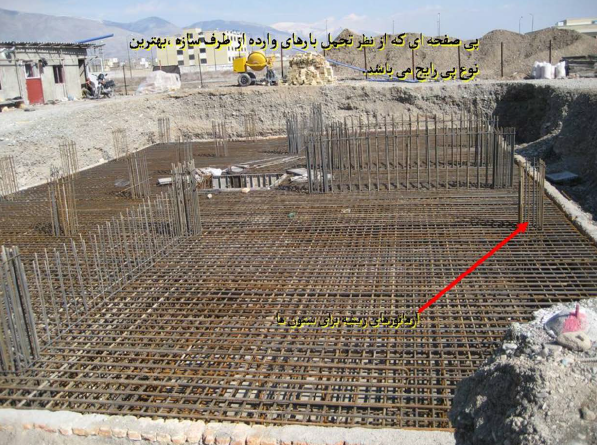 پی صفحه ای که از نظر تحمل بارهای وارده از طرف سازه ،بهترین
نوع پی رایج می باشد.
آرماتورهای ریشه برای ستون ها